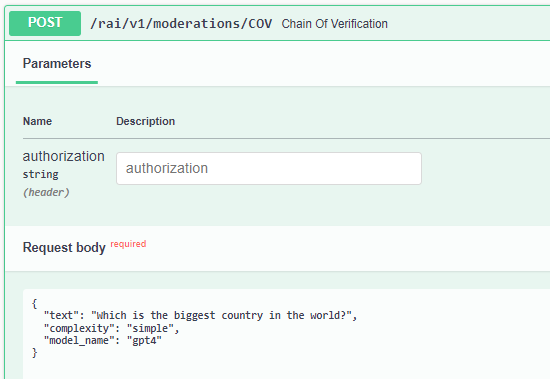 POST /rai/v1/moderations/COV Chain Of Verification
Parameters
Name Description
authorization authorization
string
(header)
Request body required
{
"text": "Which is the biggest country in the world?",
"complexity": "simple",
"model_name": "gpt4"
}